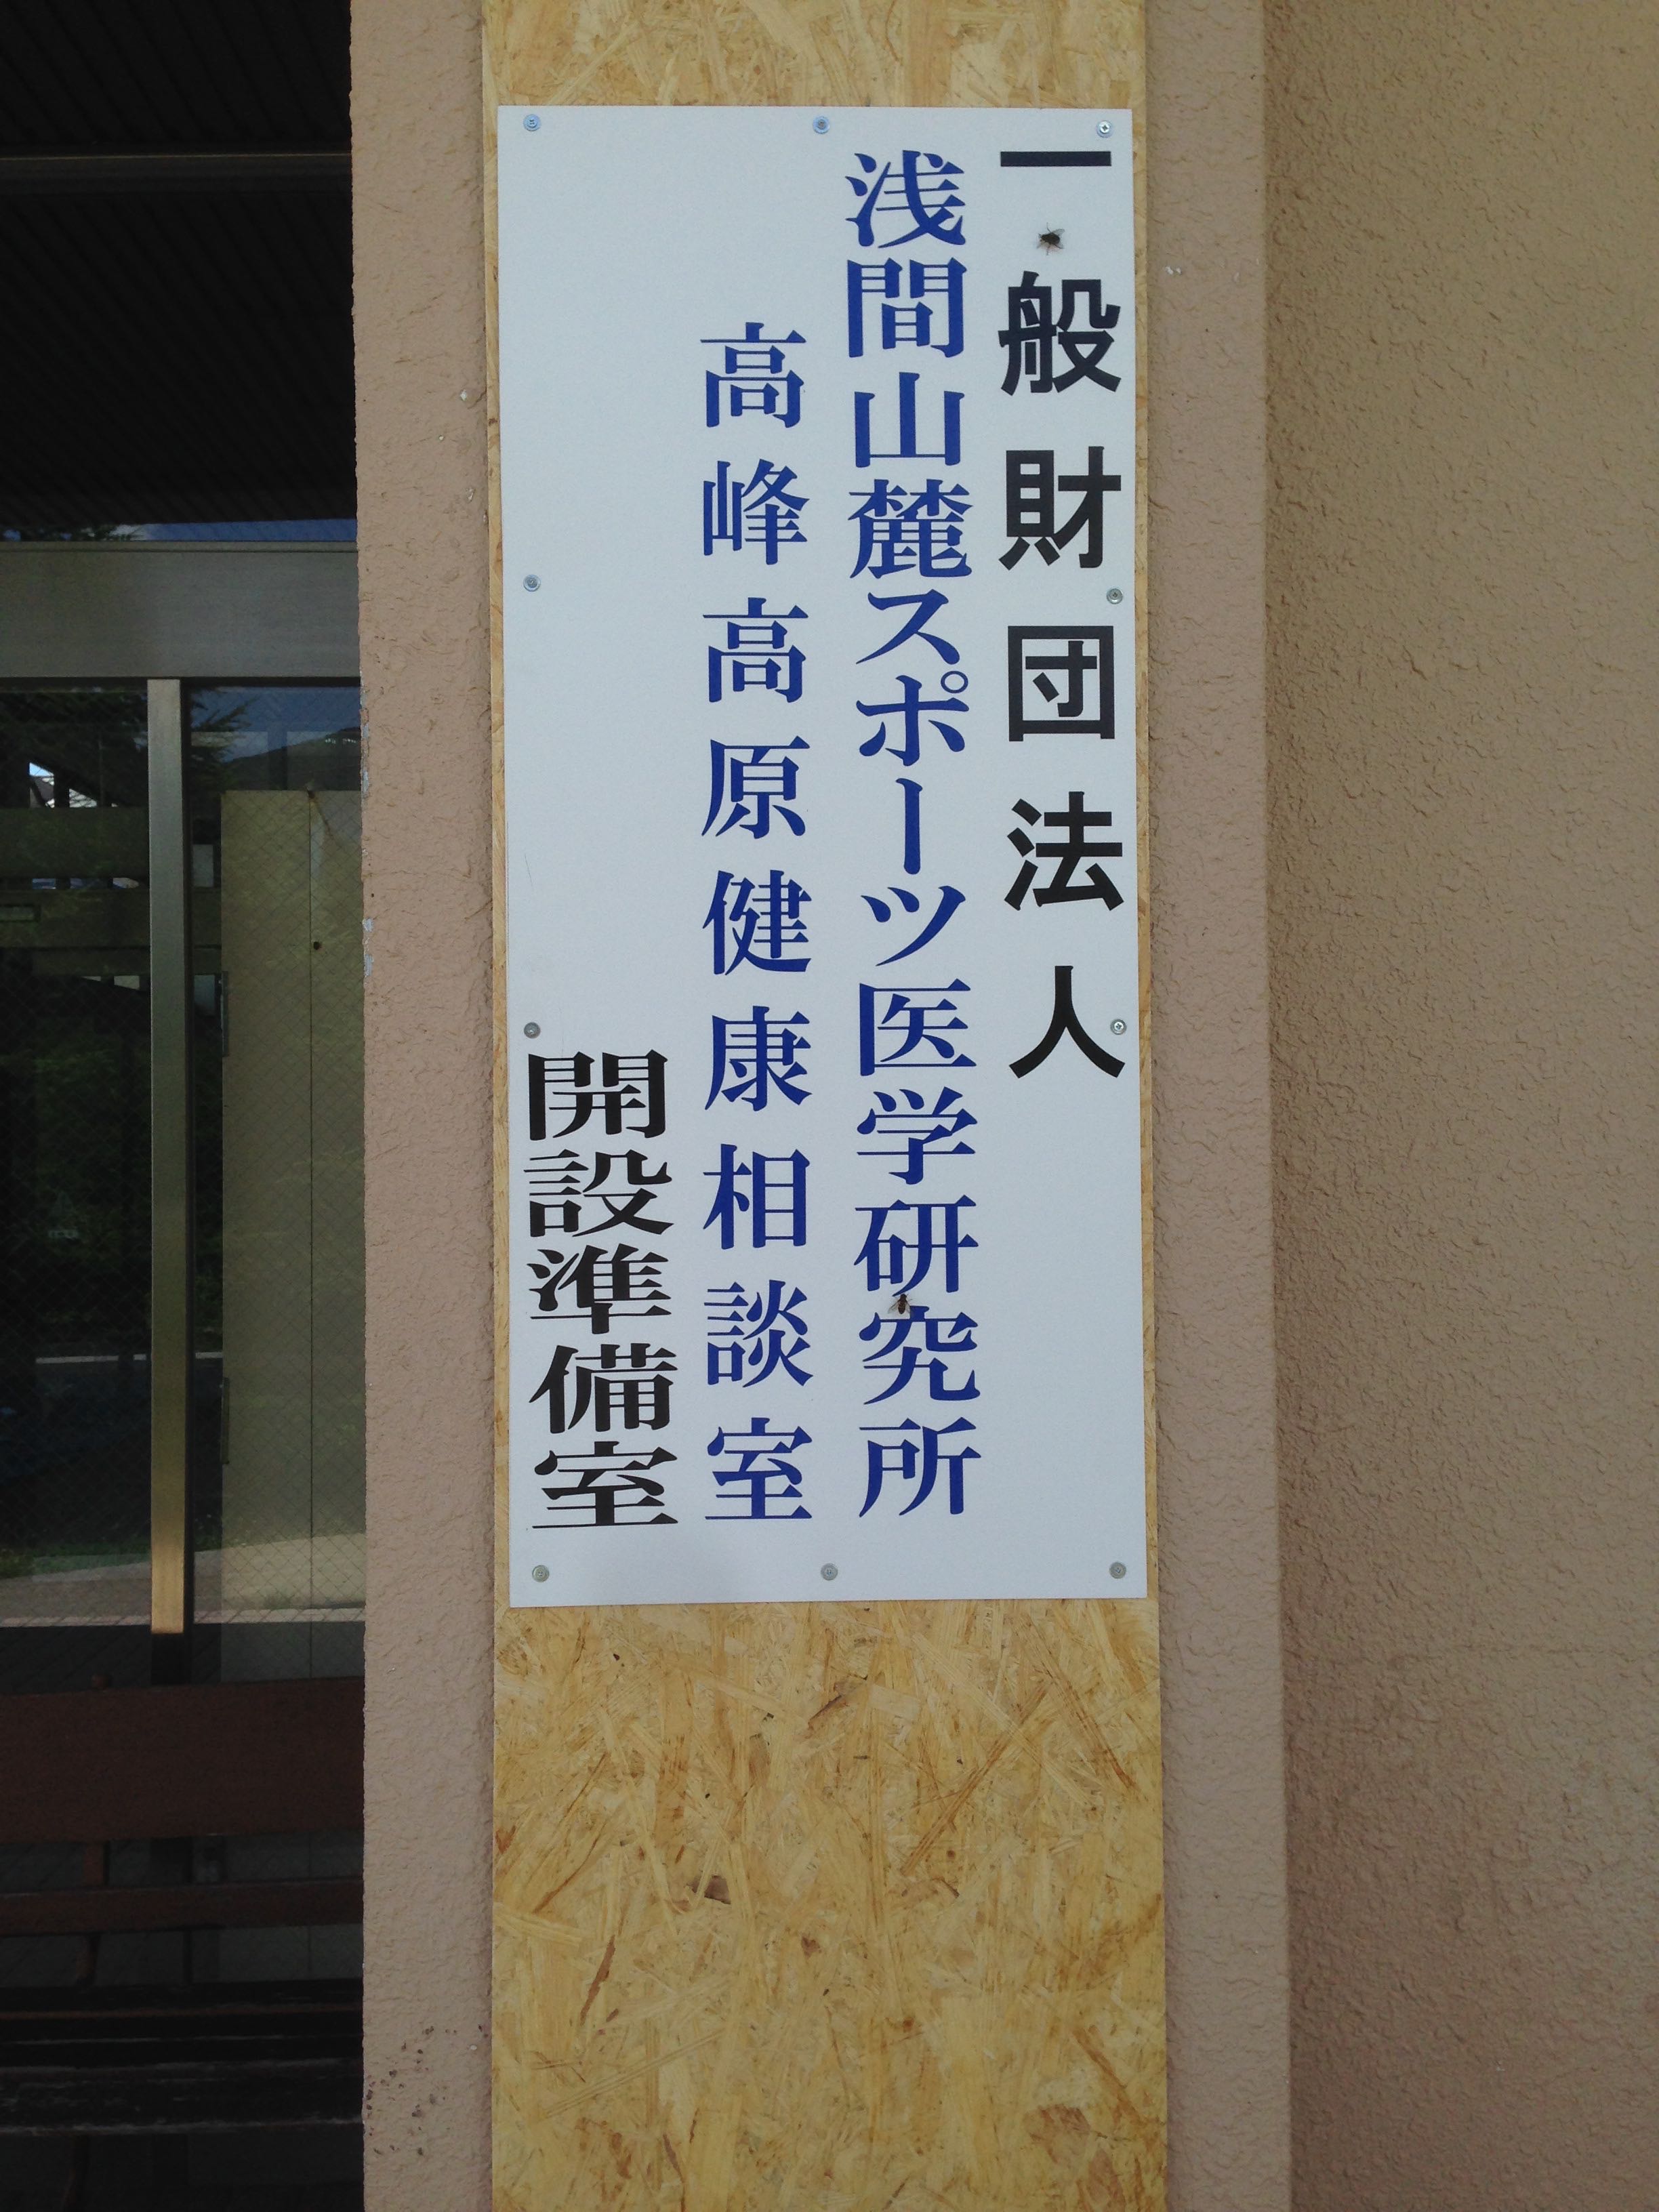 一般財団法人
浅間山麓スポーツ医学研究所
高峰高原健康相談室
開設準備室